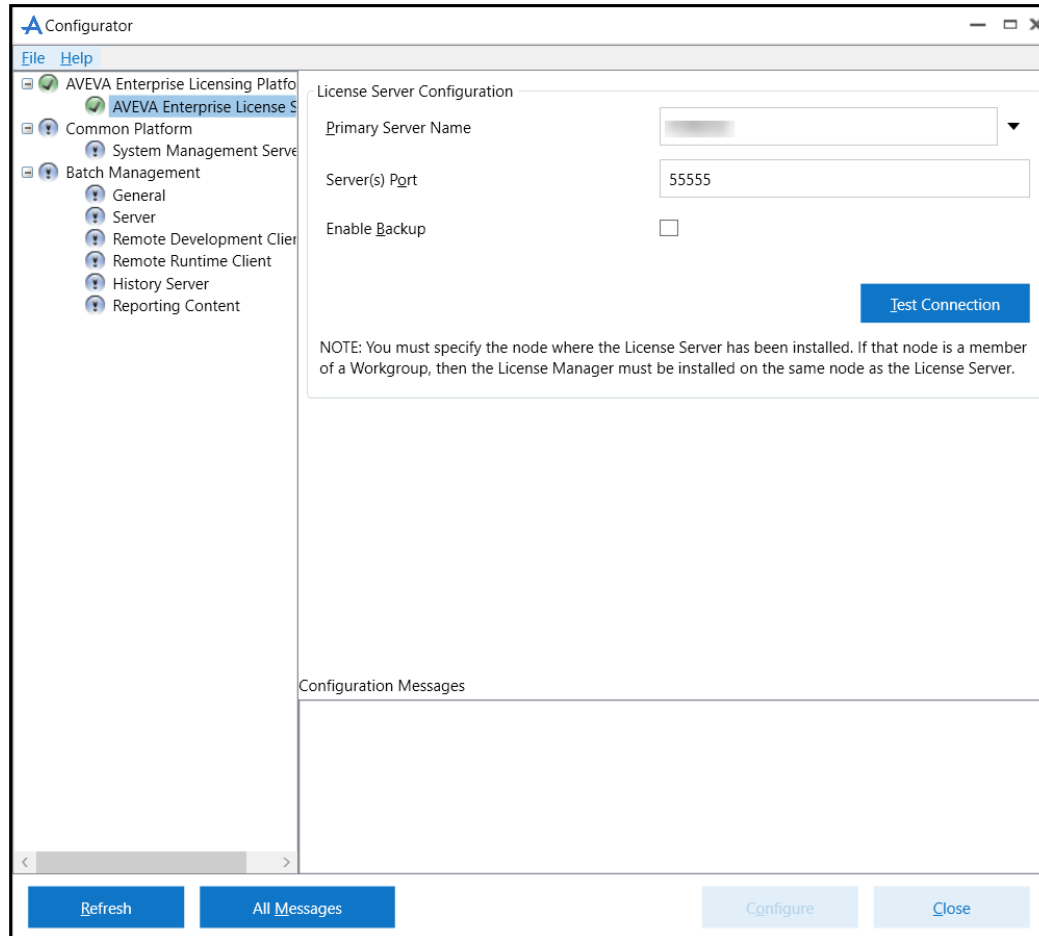 Configurator
File Help
AVEVA Enterprise Licensing Platfo
AVEVA Enterprise License S
Common Platform
System Management Serve
Batch Management
General
Server
Remote Development Clier
Remote Runtime Client
History Server
Reporting Content
License Server Configuration
Primary Server Name
Server(s) Port
55555
Enable Backup
Test Connection
NOTE: You must specify the node where the License Server has been installed. If that node is a member
of a Workgroup, then the License Manager must be installed on the same node as the License Server.
Configuration Messages
Refresh
All Messages
Configure
Close